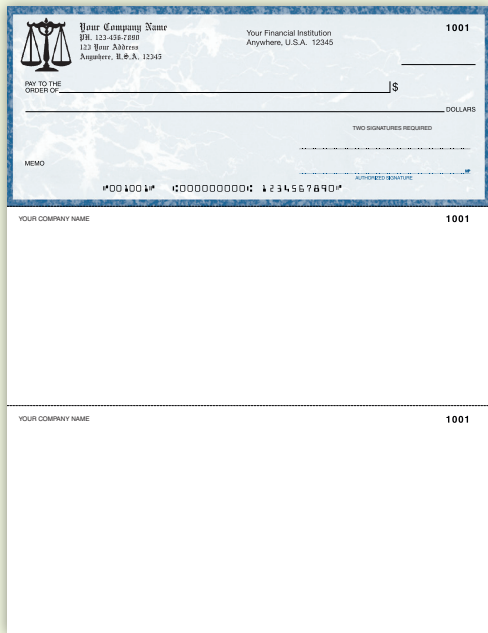 Your Company Name
PH. 123-456-7890
123 Your Address
Anywhere, U.S.A. 12345
Your Financial Institution
Anywhere, U.S.A. 12345
1001
PAY TO THE
ORDER OF
$
DOLLARS
TWO SIGNATURES REQUIRED
MEMO
AUTHORIZED SIGNATURE
⑈001001⑈ ⑆000000000⑆ 1234567890⑈
YOUR COMPANY NAME
1001
YOUR COMPANY NAME
1001